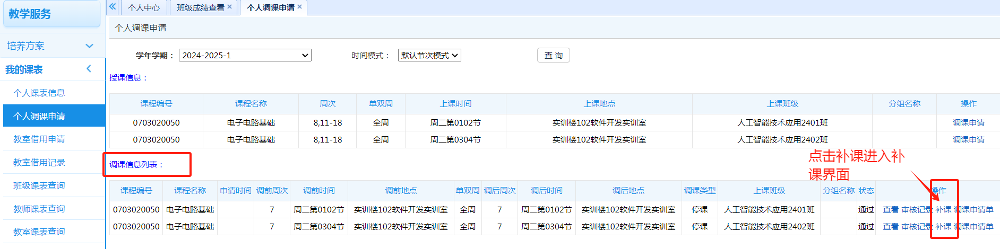 教学服务
培养方案
我的课表
个人课表信息
个人调课申请
教室借用申请
教室借用记录
班级课表查询
教师课表查询
教室课表查询
个人中心 班级成绩查看 × 个人调课申请 ×
个人调课申请
学年学期： 2024-2025-1 时间模式： 默认节次模式 查 询
授课信息：
课程编号 课程名称 周次 单双周 上课时间 上课地点 上课班级 分组名称 操作
0703020050 电子电路基础 8,11-18 全周 周二第0102节 实训楼102软件开发实训室 人工智能技术应用2401班 调课申请
0703020050 电子电路基础 8,11-18 全周 周二第0304节 实训楼102软件开发实训室 人工智能技术应用2402班 调课申请
点击补课进入补
课界面
调课信息列表：
课程编号 课程名称 申请时间 调前周次 调前时间 调前地点 单双周 调后周次 调后时间 调后地点 调课类型 上课班级 分组名称 状态 操作
0703020050 电子电路基础 7 周二第0102节 实训楼102软件开发实训室 全周 7 周二第0102节 实训楼102软件开发实训室 停课 人工智能技术应用2401班 通过 查看 审核记录 补课 调课申请单
0703020050 电子电路基础 7 周二第0304节 实训楼102软件开发实训室 全周 7 周二第0304节 实训楼102软件开发实训室 停课 人工智能技术应用2402班 通过 查看 审核记录 补课 调课申请单